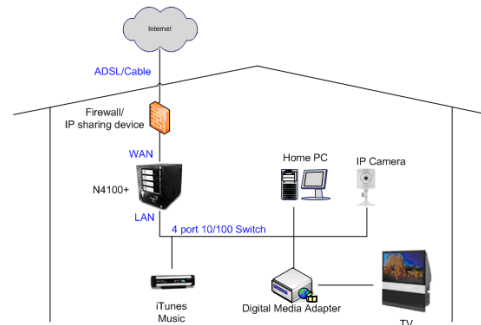 Internet
ADSL/Cable
Firewall/
IP sharing device
WAN
Home PC
IP Camera
N4100+
LAN
4 port 10/100 Switch
iTunes
Music
Digital Media Adapter
TV